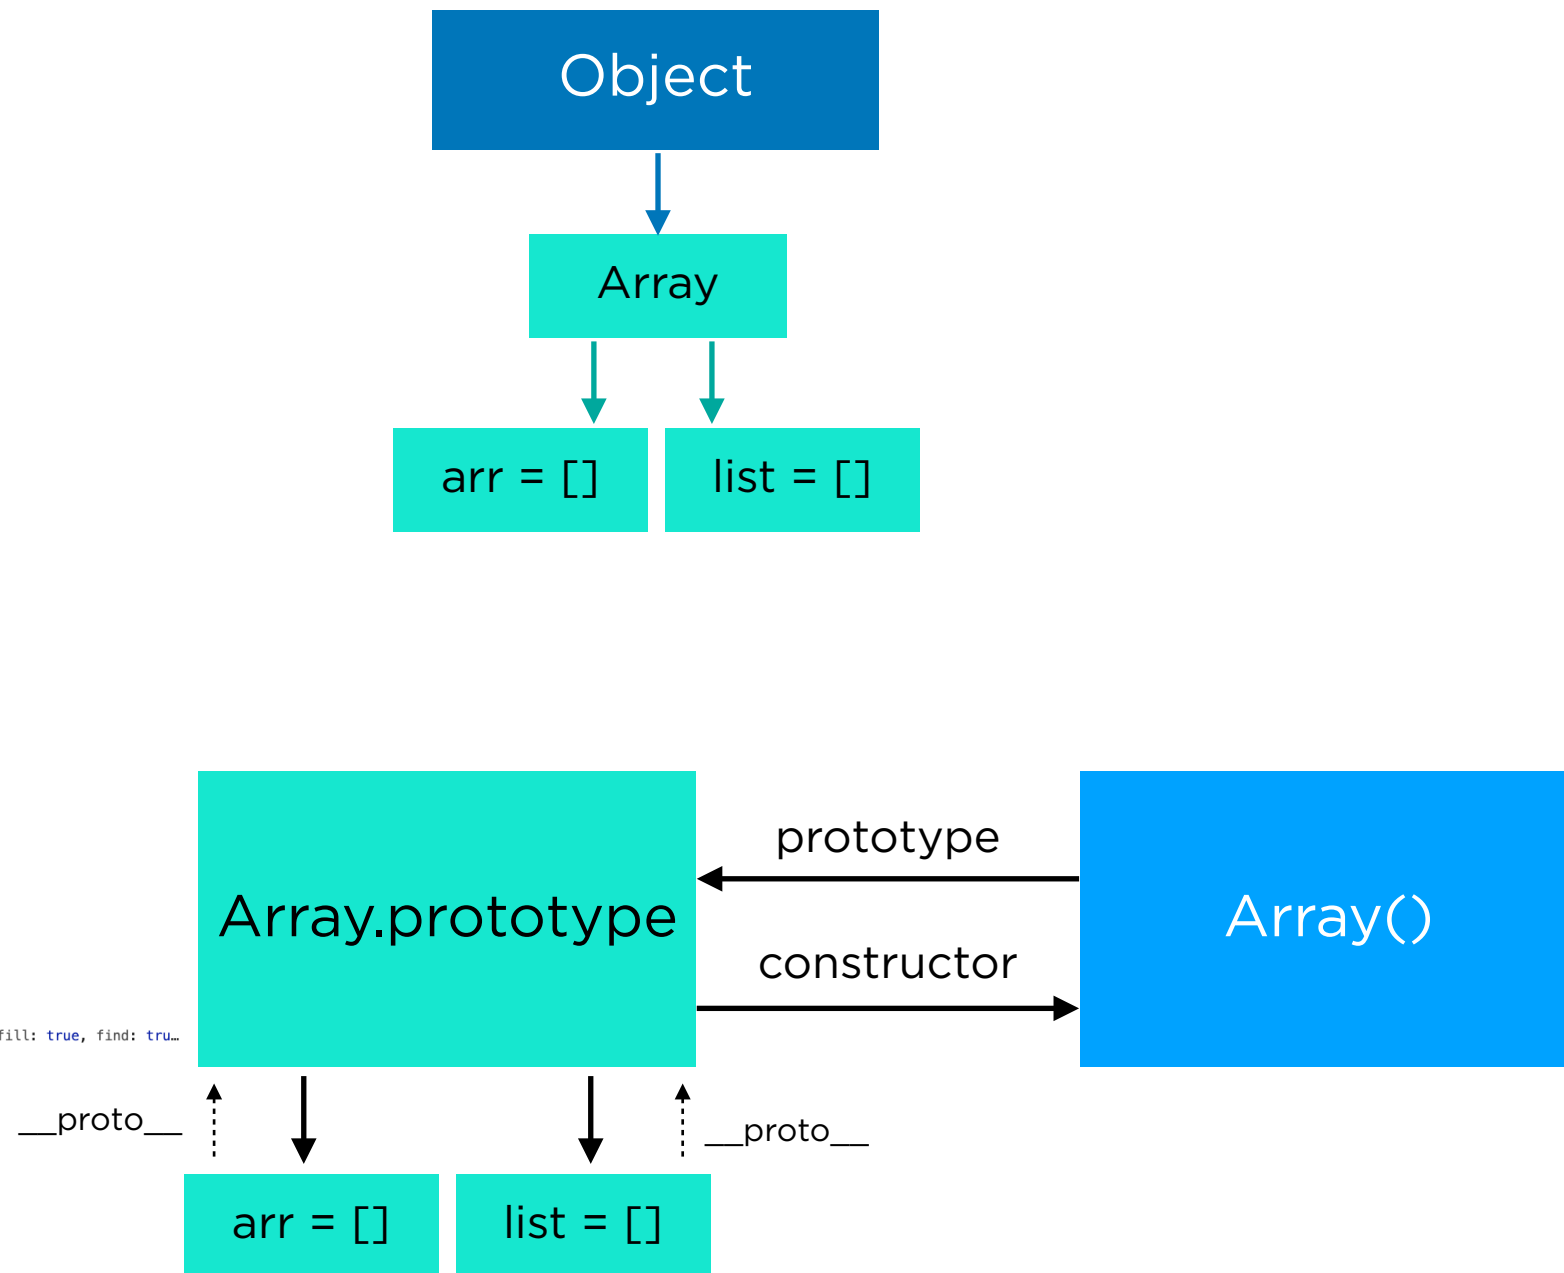 Object
Array
arr = []
list = []
prototype
Array.prototype
Array()
constructor
fill: true, find: tru…
__proto__
__proto__
arr = []
list = []